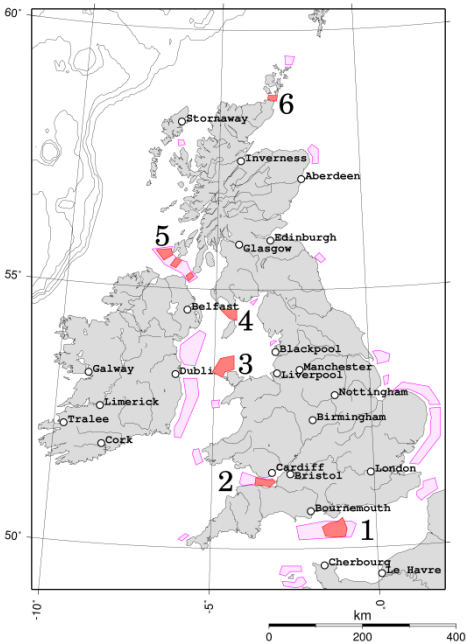 60°
6
Stornaway
Inverness
Aberdeen
5
Edinburgh
Glasgow
55°
Belfast
4
Blackpool
3
Galway
Dubli
Manchester
Liverpool
Nottingham
Limerick
Tralee
Birmingham
Cork
Cardiff
London
2
Bristol
Bournemouth
1
50°
Cherbourg
Le Havre
-10°
-5°
0°
km
0 200 400